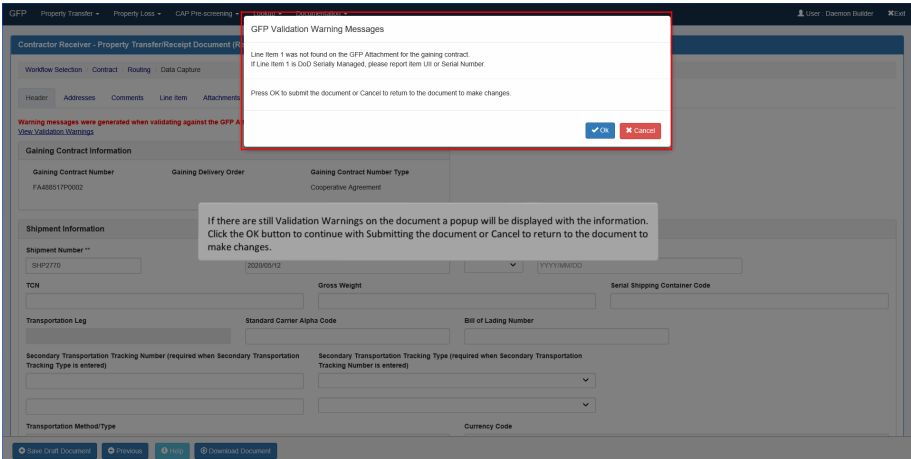 GFP Property Transfer Property Loss CAP Pre-screening Lookup Documentation User : Daemon Builder Exit
GFP Validation Warning Messages
Contractor Receiver - Property Transfer/Receipt Document (R
Line Item 1 was not found on the GFP Attachment for the gaining contract.
If Line Item 1 is DoD Serially Managed, please report item UII or Serial Number.
Workflow Selection Contract Routing Data Capture
Press OK to submit the document or Cancel to return to the document to make changes.
Header Addresses Comments Line Item Attachments
Warning messages were generated when validating against the GFP A
View Validation Warnings
Ok Cancel
Gaining Contract Information
Gaining Contract Number Gaining Delivery Order Gaining Contract Number Type
FA488517P0002 Cooperative Agreement
If there are still Validation Warnings on the document a popup will be displayed with the information.
Click the OK button to continue with Submitting the document or Cancel to return to the document to
make changes.
Shipment Information
Shipment Number **
SHP2770 2020/05/12 YYYY/MM/DD
TCN Gross Weight Serial Shipping Container Code
Transportation Leg Standard Carrier Alpha Code Bill of Lading Number
Secondary Transportation Tracking Number (required when Secondary Transportation
Tracking Type is entered)
Secondary Transportation Tracking Type (required when Secondary Transportation
Tracking Number is entered)
Transportation Method/Type Currency Code
Save Draft Document Previous Help Download Document